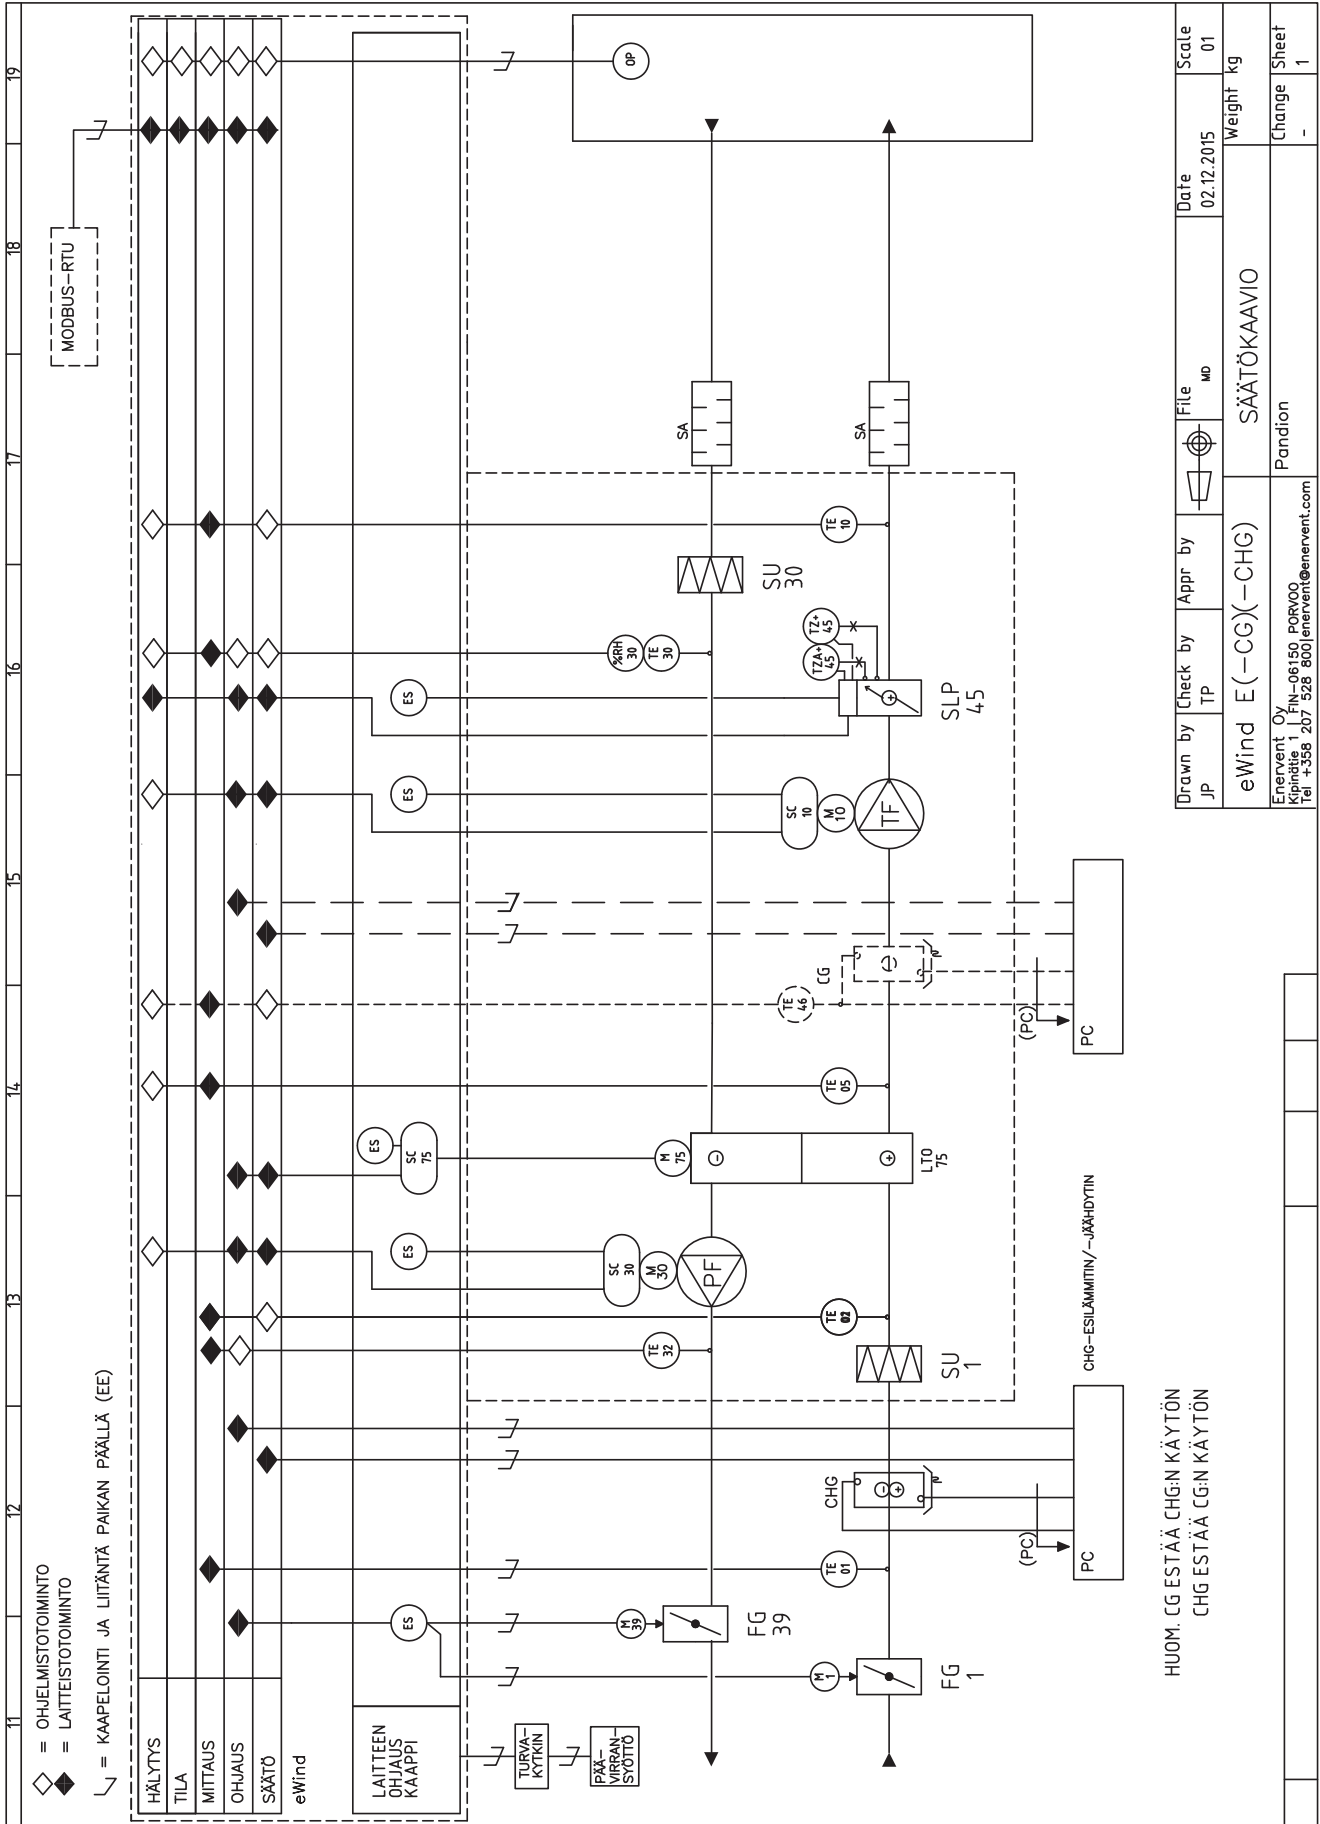 11 12 13 14 15 16 17 18 19
= OHJELMISTOTOIMINTO
= LAITTEISTOTOIMINTO
= KAAPELOINTI JA LIITÄNTÄ PAIKAN PÄÄLLÄ (EE)
MODBUS-RTU
HÄLYTYS
TILA
MITTAUS
OHJAUS
SÄÄTÖ
eWind
LAITTEEN
OHJAUS
KAAPPI
TURVA-
KYTKIN
PÄÄ-
VIRRAN-
SYÖTTÖ
ES
ES
ES
SC
75
ES
ES
OP
M
39
FG
39
TE
32
SC
30
M
30
PF
M
75
%RH
30
TE
30
SU
30
SA
M
1
FG
1
TE
01
CHG
SU
1
TE
02
LTO
75
TE
05
TE
46
CG
SC
10
M
10
TF
TZA+
45
TZ+
45
SLP
45
TE
10
SA
(PC)
PC
CHG-ESILÄMMITIN/-JÄÄHDYTIN
(PC)
PC
HUOM. CG ESTÄÄ CHG:N KÄYTÖN
CHG ESTÄÄ CG:N KÄYTÖN
Drawn by
JP
Check by
TP
Appr by
File
MD
Date
02.12.2015
Scale
01
eWind E(-CG)(-CHG)
SÄÄTÖKAAVIO
Weight kg
Enervent Oy
Kipinätie 1 | FIN-06150 PORVOO
Tel +358 207 528 800|enervent@enervent.com
Pandion
Change
-
Sheet
1